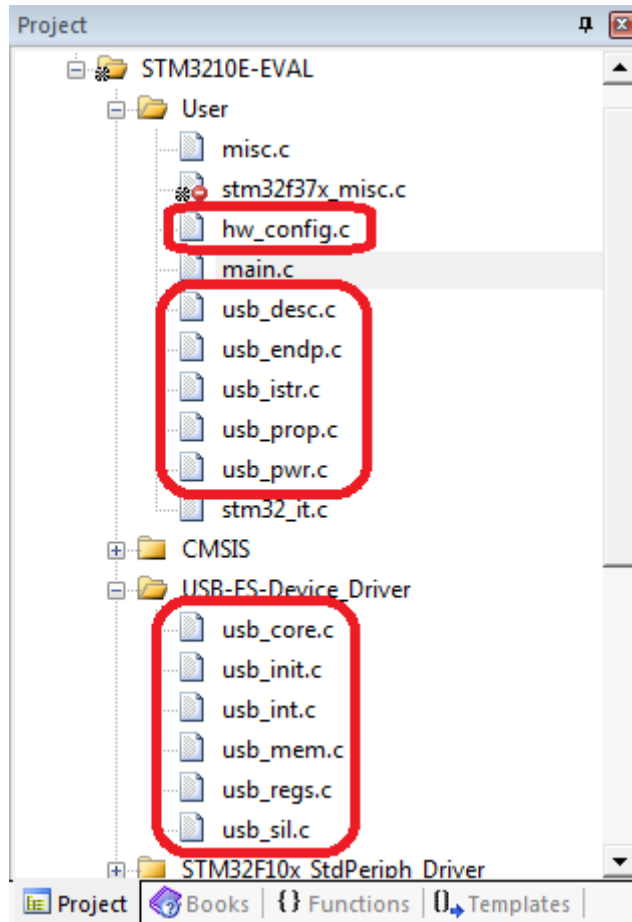 Project
STM3210E-EVAL
User
misc.c
stm32f37x_misc.c
hw_config.c
main.c
usb_desc.c
usb_endp.c
usb_istr.c
usb_prop.c
usb_pwr.c
stm32_it.c
CMSIS
USB-FS-Device_Driver
usb_core.c
usb_init.c
usb_int.c
usb_mem.c
usb_regs.c
usb_sil.c
STM32F10x_StdPeriph_Driver
Project Books {} Functions 0 Templates